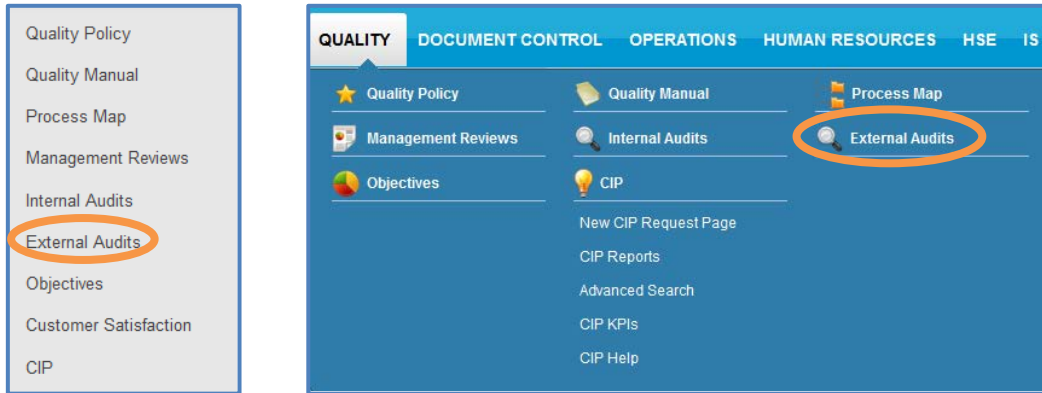 Quality Policy
Quality Manual
Process Map
Management Reviews
Internal Audits
External Audits
Objectives
Customer Satisfaction
CIP
QUALITY DOCUMENT CONTROL OPERATIONS HUMAN RESOURCES HSE IS
Quality Policy Quality Manual Process Map
Management Reviews Internal Audits External Audits
Objectives CIP
New CIP Request Page
CIP Reports
Advanced Search
CIP KPIs
CIP Help